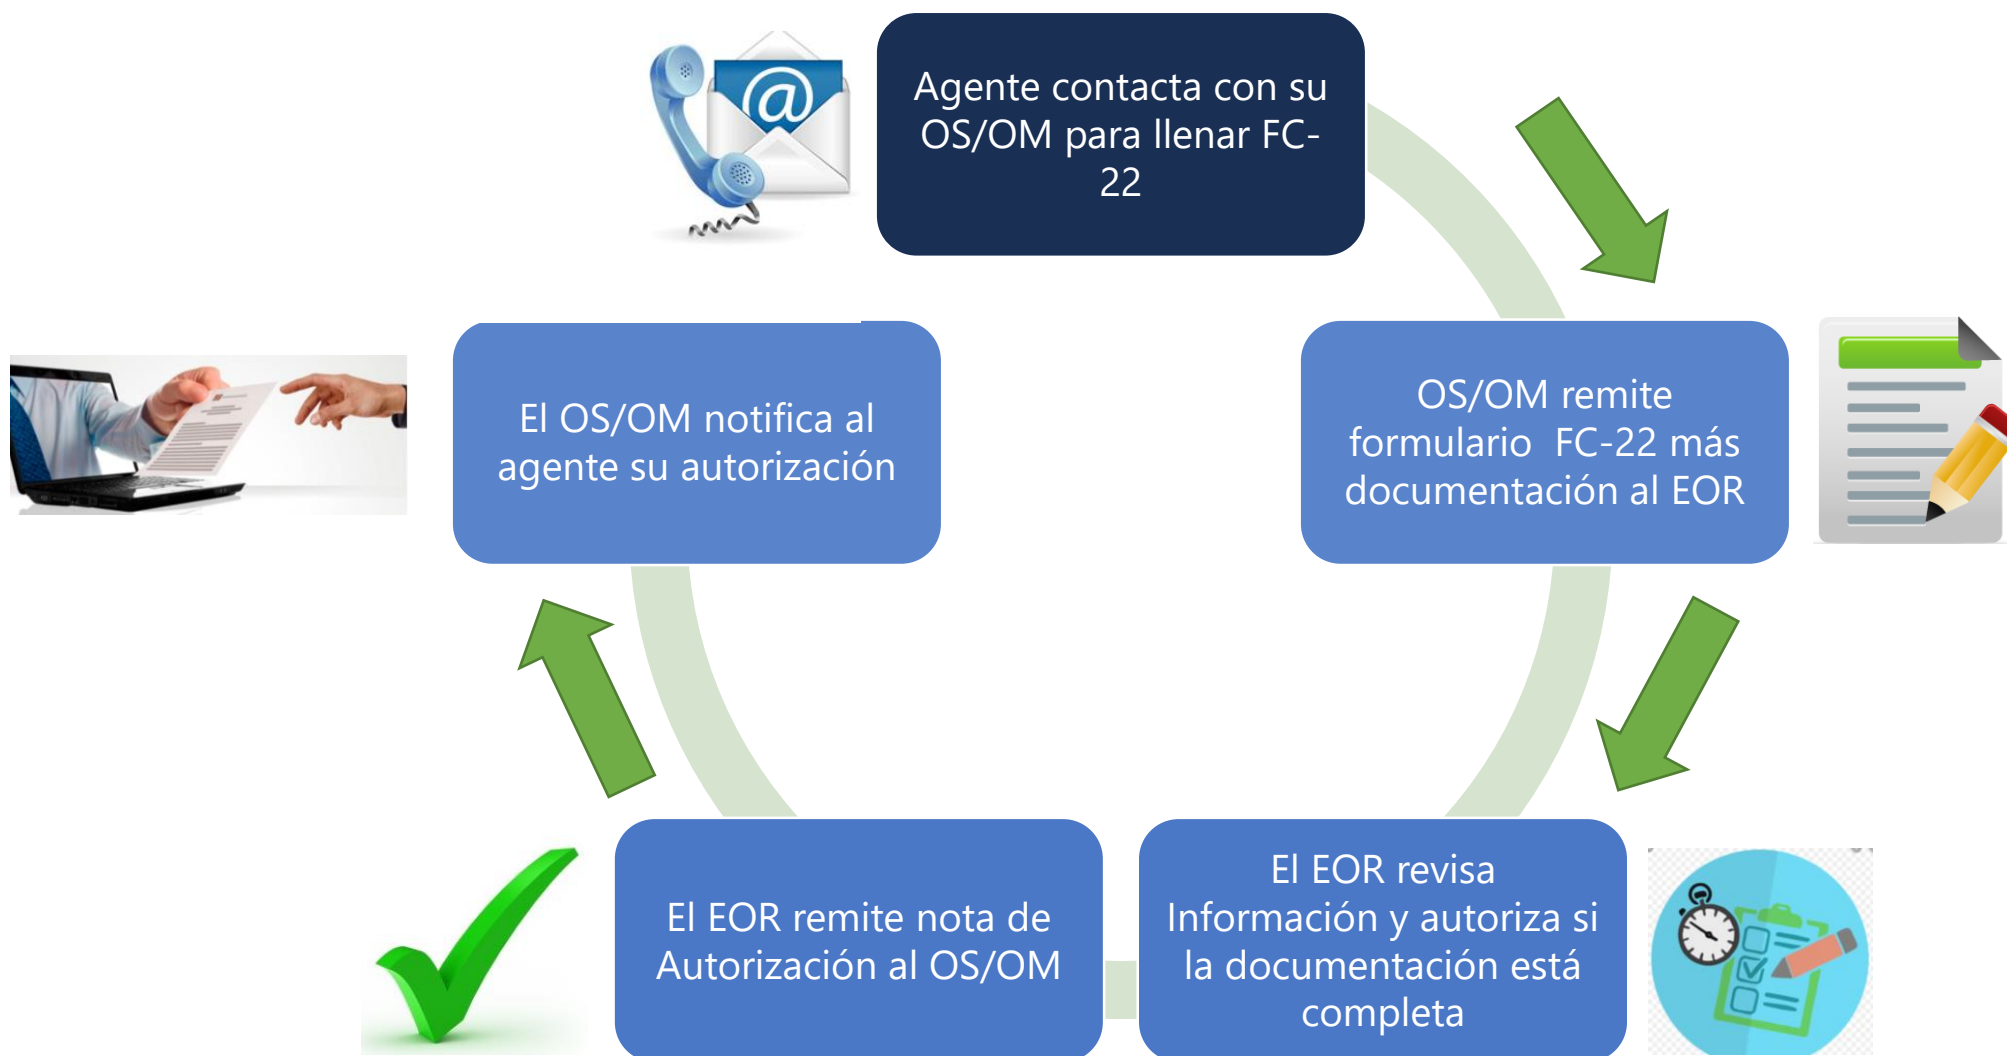 Agente contacta con su
OS/OM para llenar FC-
22
OS/OM remite
formulario  FC-22 más
documentación al EOR
El EOR revisa
Información y autoriza si
la documentación está
completa
El EOR remite nota de
Autorización al OS/OM
El OS/OM notifica al
agente su autorización